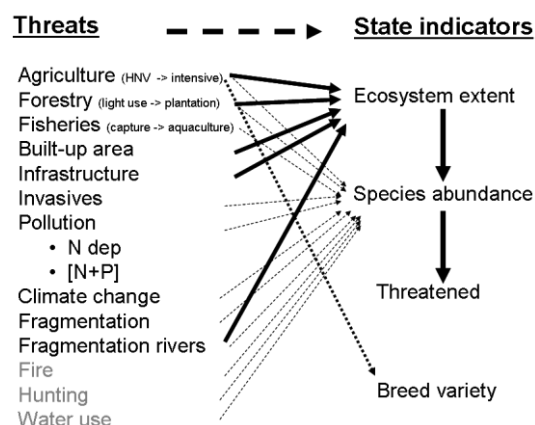 Threats
State indicators
Agriculture (HNV -> intensive)
Forestry (light use -> plantation)
Fisheries (capture -> aquaculture)
Built-up area
Infrastructure
Invasives
Pollution
• N dep
• [N+P]
Climate change
Fragmentation
Fragmentation rivers
Fire
Hunting
Water use
Ecosystem extent
Species abundance
Threatened
Breed variety